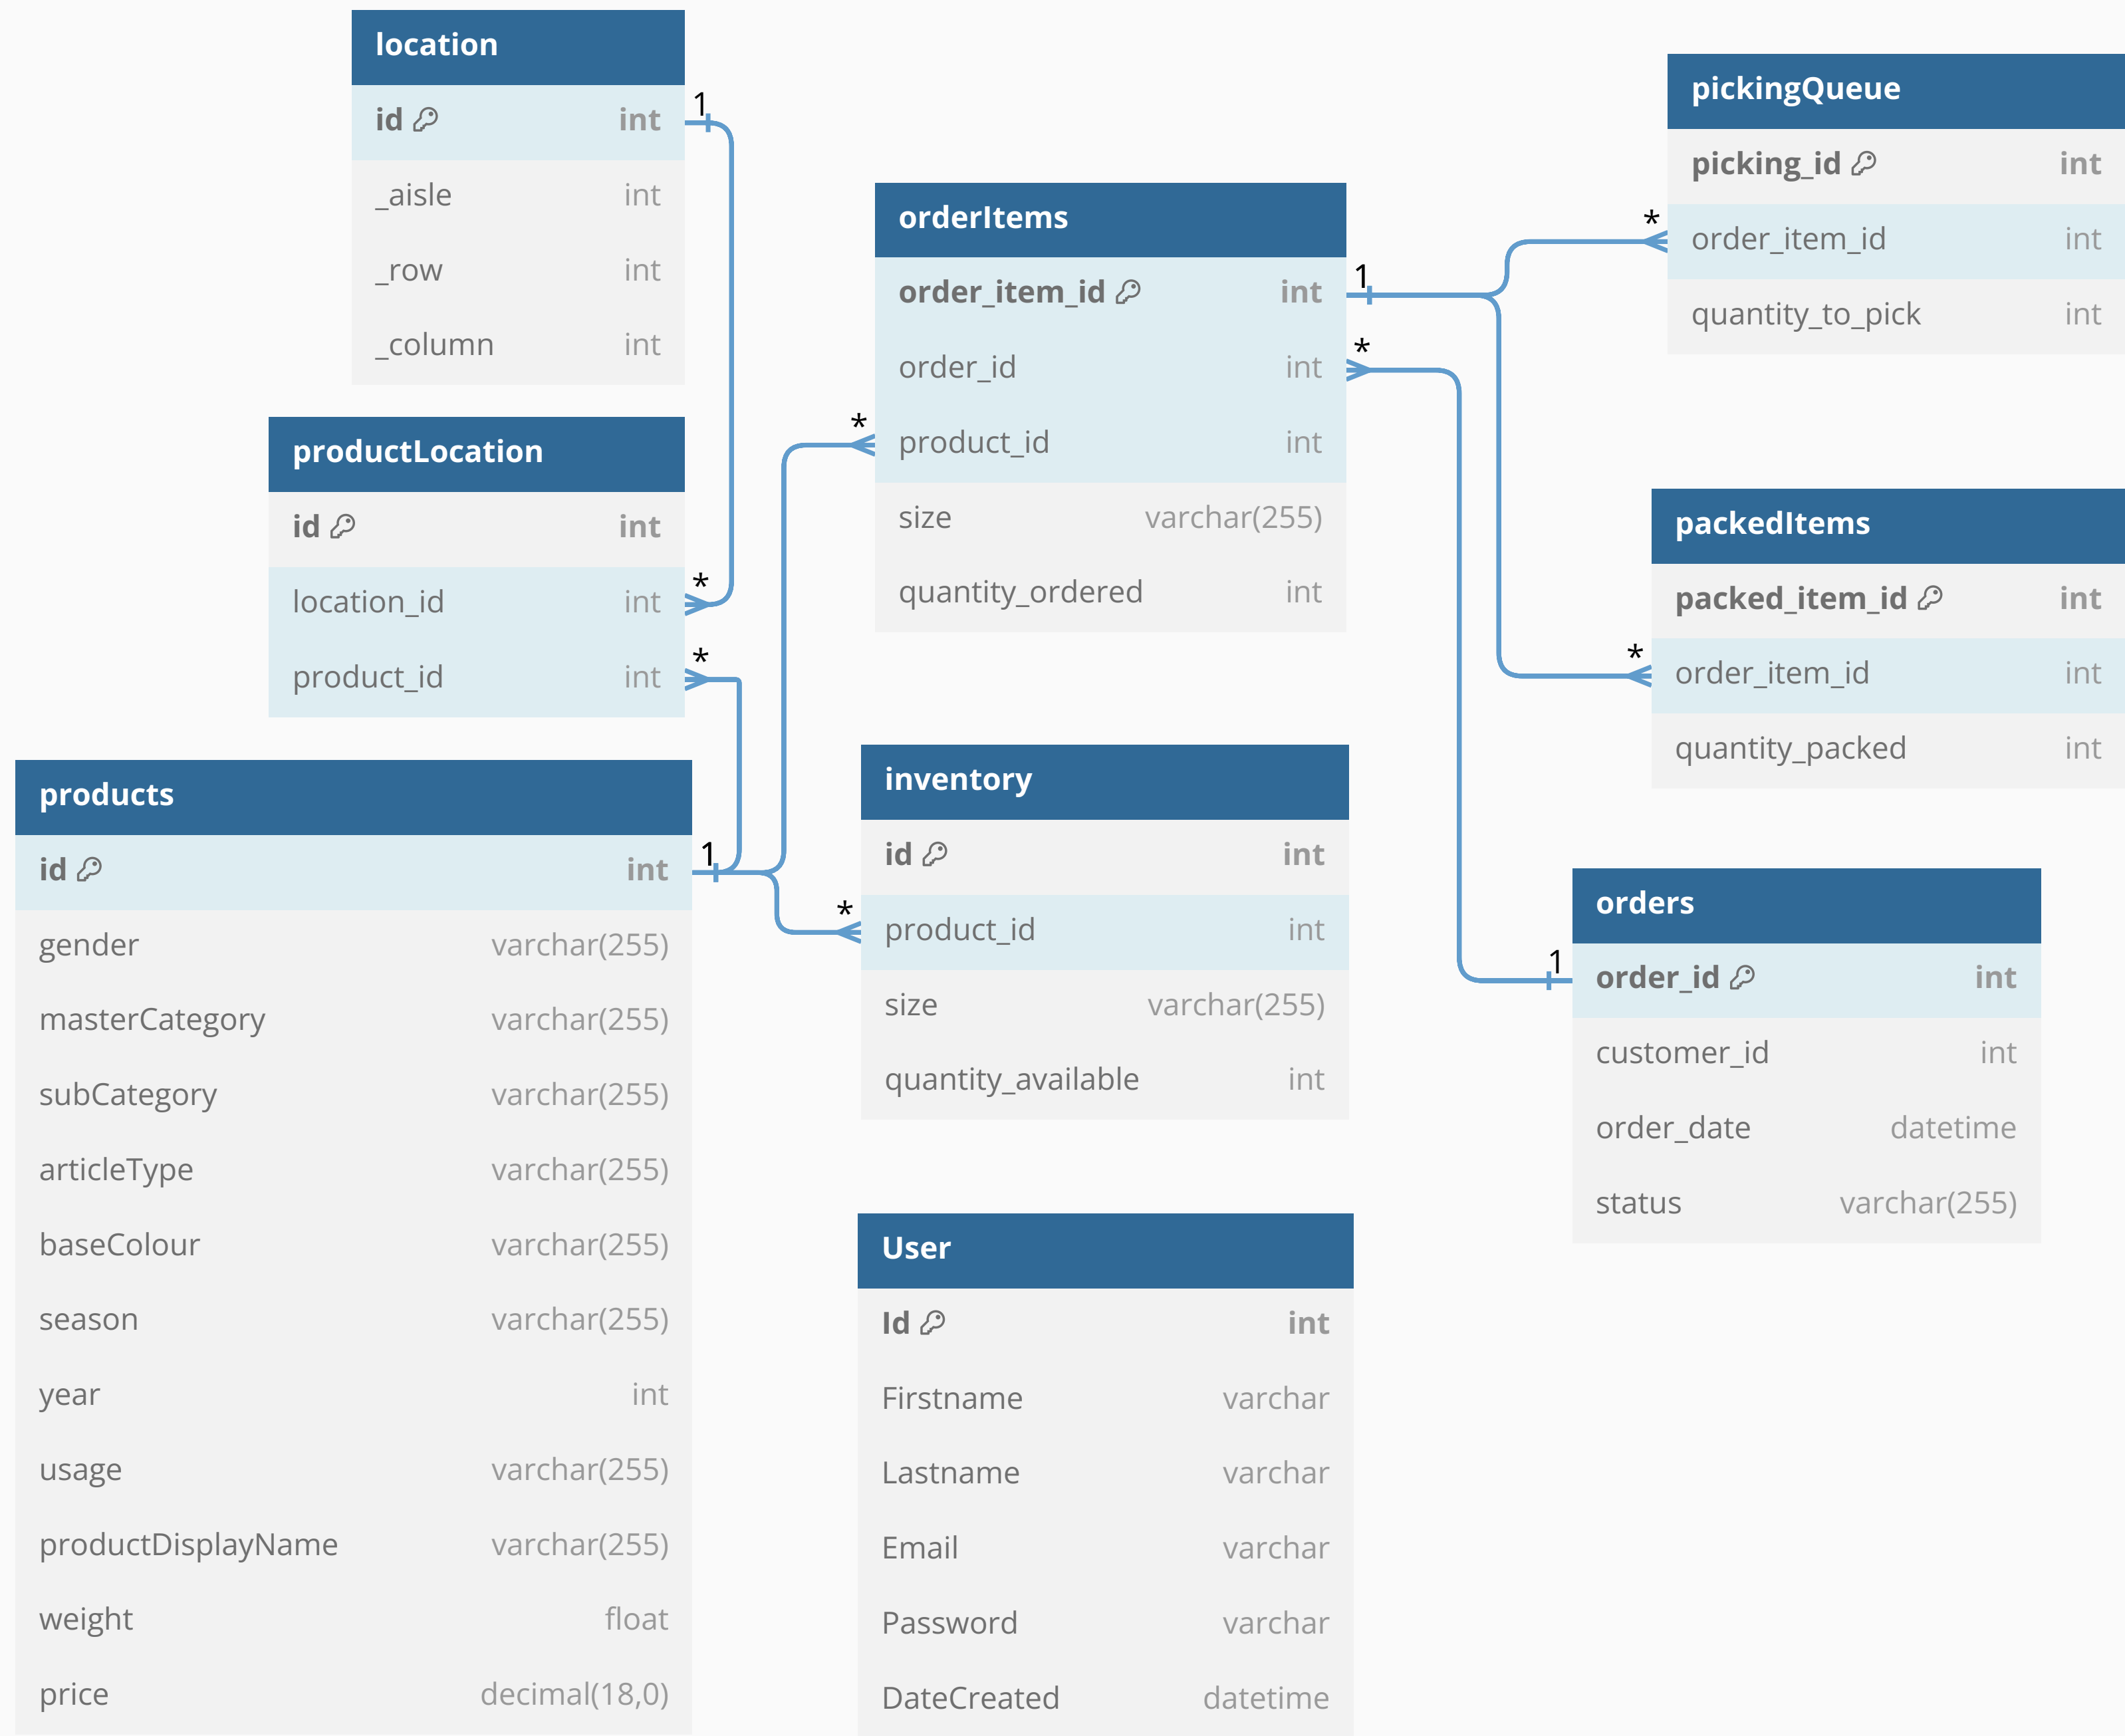 location
id int
_aisle int
_row int
_column int
1
*
productLocation
id int
location_id int
product_id int
*
products
id int
gender varchar(255)
masterCategory varchar(255)
subCategory varchar(255)
articleType varchar(255)
baseColour varchar(255)
season varchar(255)
year int
usage varchar(255)
productDisplayName varchar(255)
weight float
price decimal(18,0)
1
*
*
orderItems
order_item_id int
order_id int
product_id int
size varchar(255)
quantity_ordered int
1
*
inventory
id int
product_id int
size varchar(255)
quantity_available int
User
Id int
Firstname varchar
Lastname varchar
Email varchar
Password varchar
DateCreated datetime
*
pickingQueue
picking_id int
order_item_id int
quantity_to_pick int
*
packedItems
packed_item_id int
order_item_id int
quantity_packed int
1
orders
order_id int
customer_id int
order_date datetime
status varchar(255)